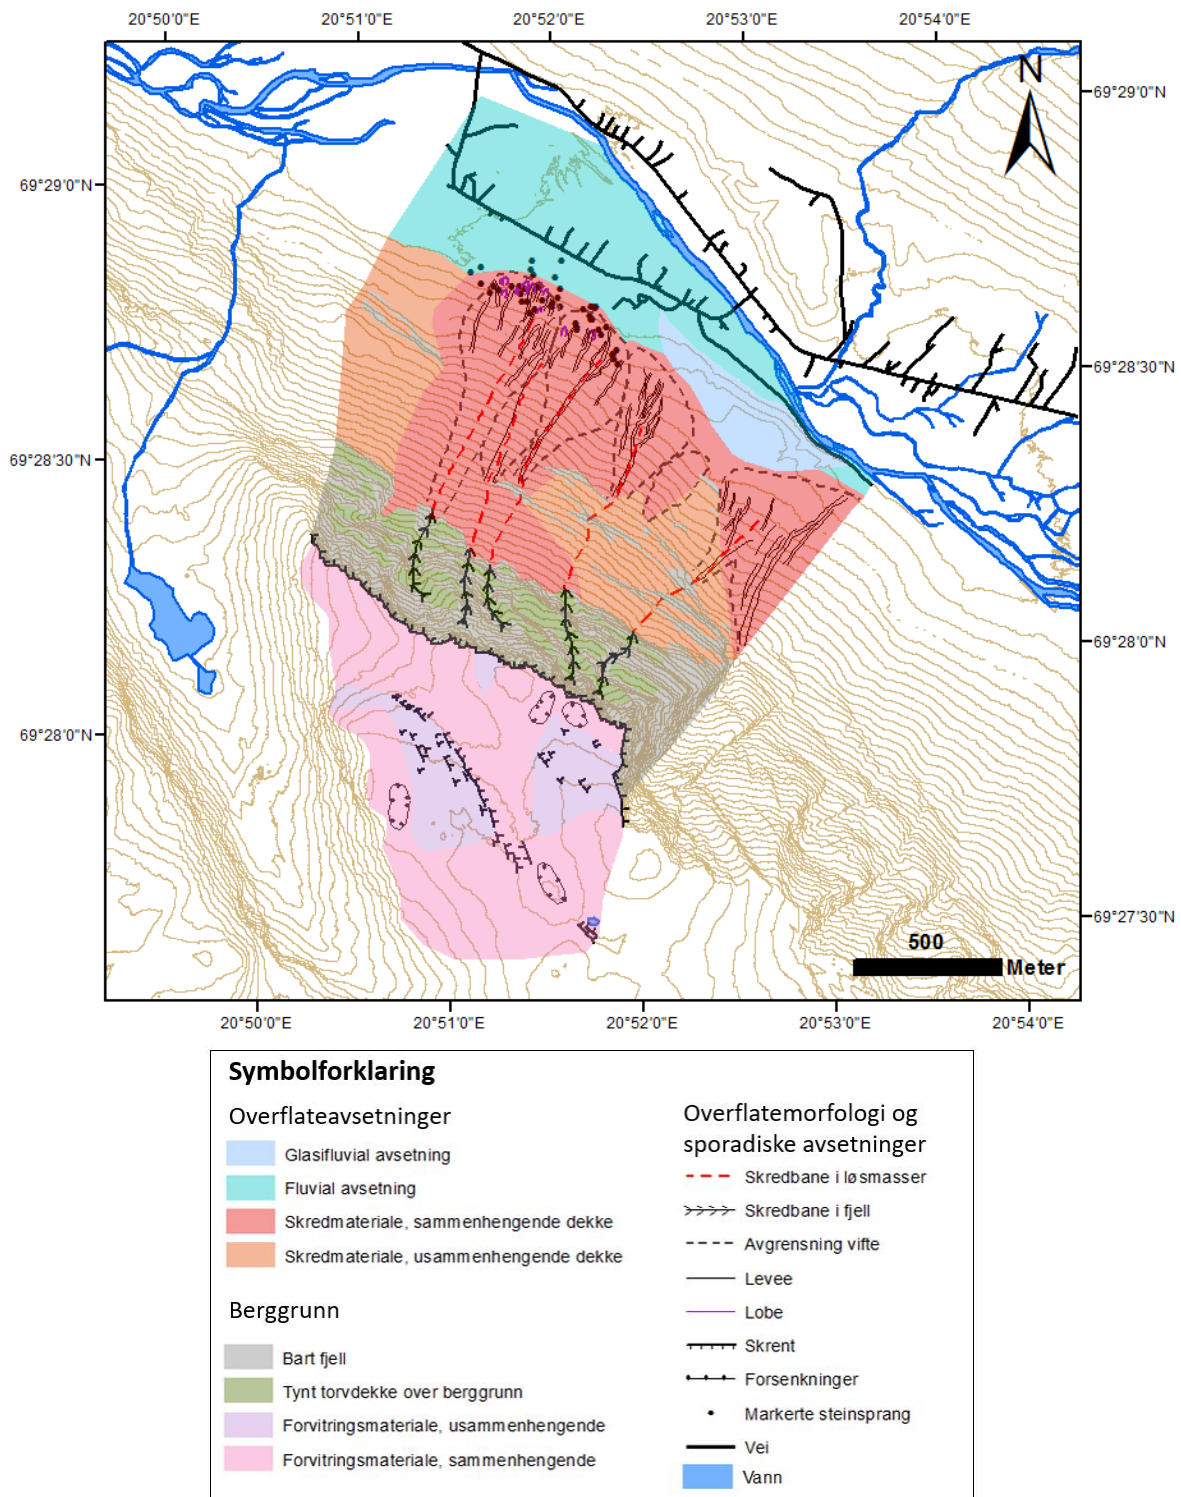 20°50'0"E 20°51'0"E 20°52'0"E 20°53'0"E 20°54'0"E
N
69°29'0"N
69°29'0"N
69°28'30"N
69°28'30"N
69°28'0"N
69°28'0"N
69°27'30"N
500
Meter
20°50'0"E 20°51'0"E 20°52'0"E 20°53'0"E 20°54'0"E
Symbolforklaring
Overflateavsetninger
Glasifluvial avsetning
Fluvial avsetning
Skredmateriale, sammenhengende dekke
Skredmateriale, usammenhengende dekke
Berggrunn
Bart fjell
Tynt torvdekke over berggrunn
Forvitringsmateriale, usammenhengende
Forvitringsmateriale, sammenhengende
Overflatemorfologi og
sporadiske avsetninger
Skredbane i løsmasser
Skredbane i fjell
Avgrensning vifte
Levee
Lobe
Skrent
Forsenkninger
Markerte steinsprang
Vei
Vann